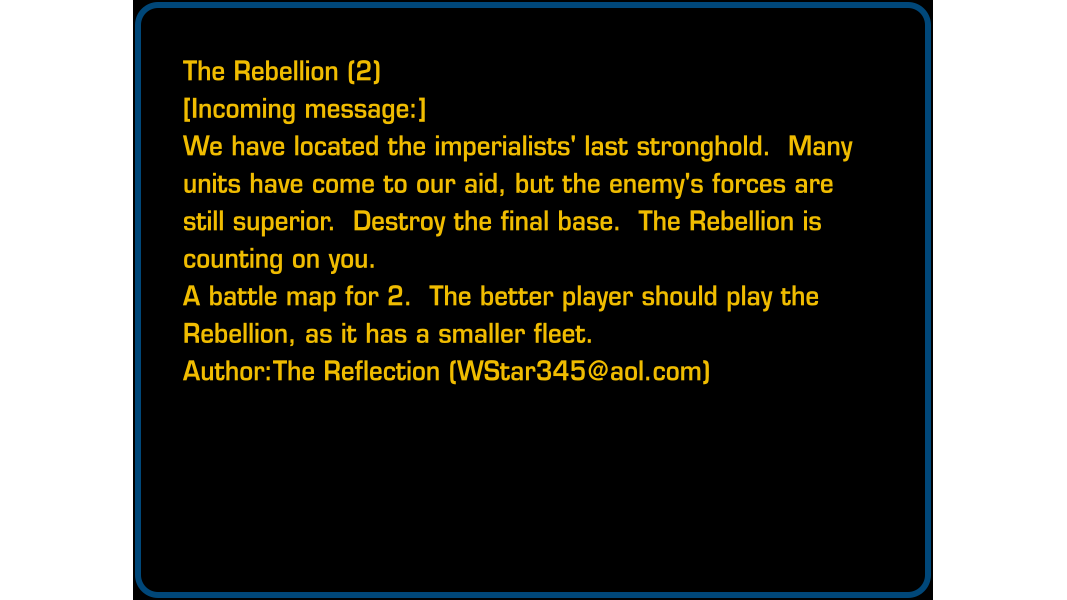 The Rebellion (2)
[Incoming message:]
We have located the imperialists' last stronghold.  Many
units have come to our aid, but the enemy's forces are
still superior.  Destroy the final base.  The Rebellion is
counting on you.
A battle map for 2.  The better player should play the
Rebellion, as it has a smaller fleet.
Author:The Reflection (WStar345@aol.com)